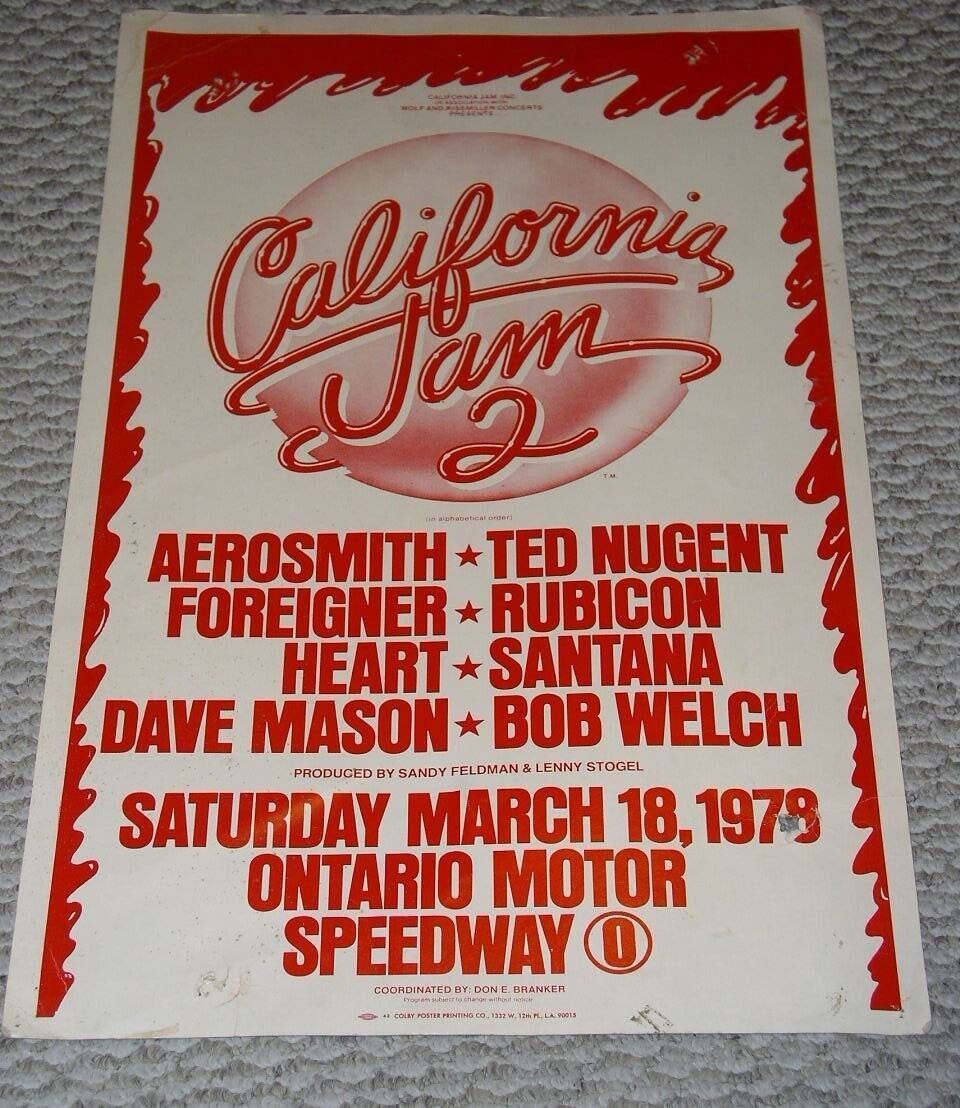 CALIFORNIA JAM, INC.
IN ASSOCIATION WITH
WOLF AND RISSMILLER CONCERTS
PRESENTS
California
Jam
2
T.M.
(in alphabetical order)
AEROSMITH ★ TED NUGENT
FOREIGNER ★ RUBICON
HEART ★ SANTANA
DAVE MASON ★ BOB WELCH
PRODUCED BY SANDY FELDMAN & LENNY STOGEL
SATURDAY MARCH 18, 1978
ONTARIO MOTOR
SPEEDWAY O
COORDINATED BY: DON E. BRANKER
Program subject to change without notice
COLBY POSTER PRINTING CO., 1332 W. 12th Pl., L.A. 90015